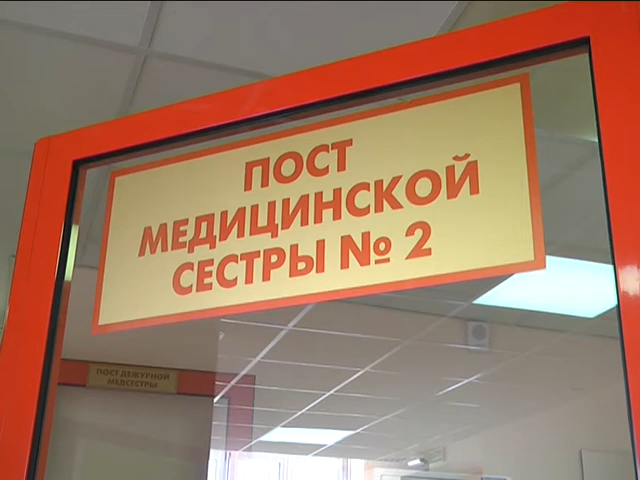 ПОСТ
МЕДИЦИНСКОЙ
СЕСТРЫ № 2
ПОСТ ДЕЖУРНОЙ
МЕДСЕСТРЫ